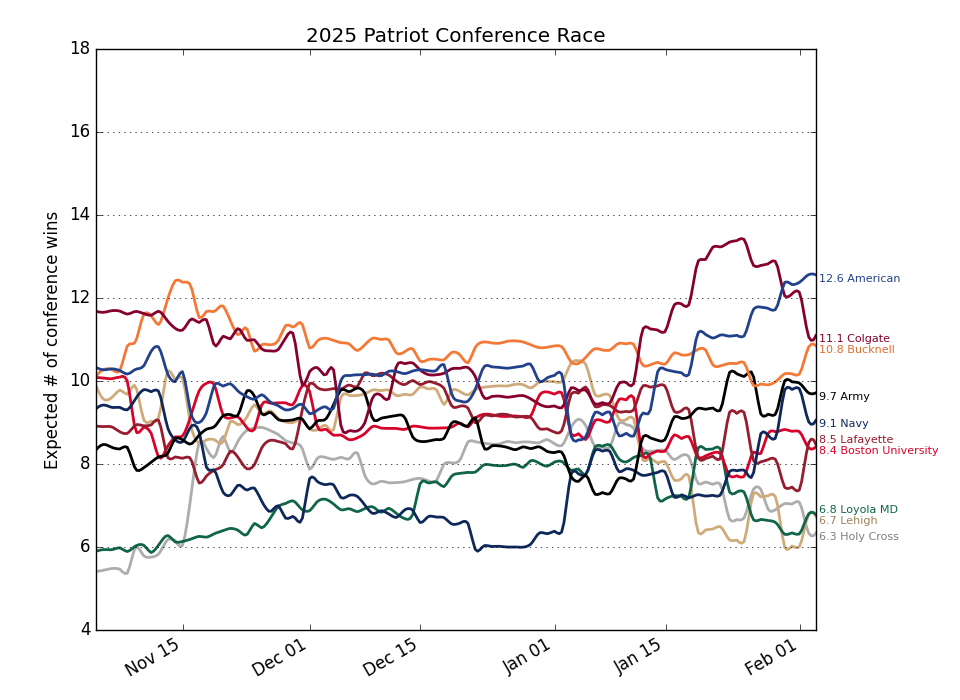 2025 Patriot Conference Race
Expected # of conference wins
18
16
14
12
10
8
6
4
12.6 American
11.1 Colgate
10.8 Bucknell
9.7 Army
9.1 Navy
8.5 Lafayette
8.4 Boston University
6.8 Loyola MD
6.7 Lehigh
6.3 Holy Cross
Nov 15
Dec 01
Dec 15
Jan 01
Jan 15
Feb 01